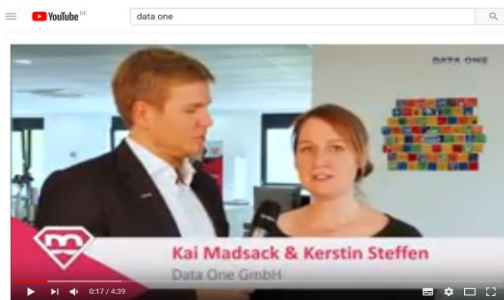 YouTube DE
data one
DATA ONE
Kai Madsack & Kerstin Steffen
Data One GmbH
0:17 / 4:39